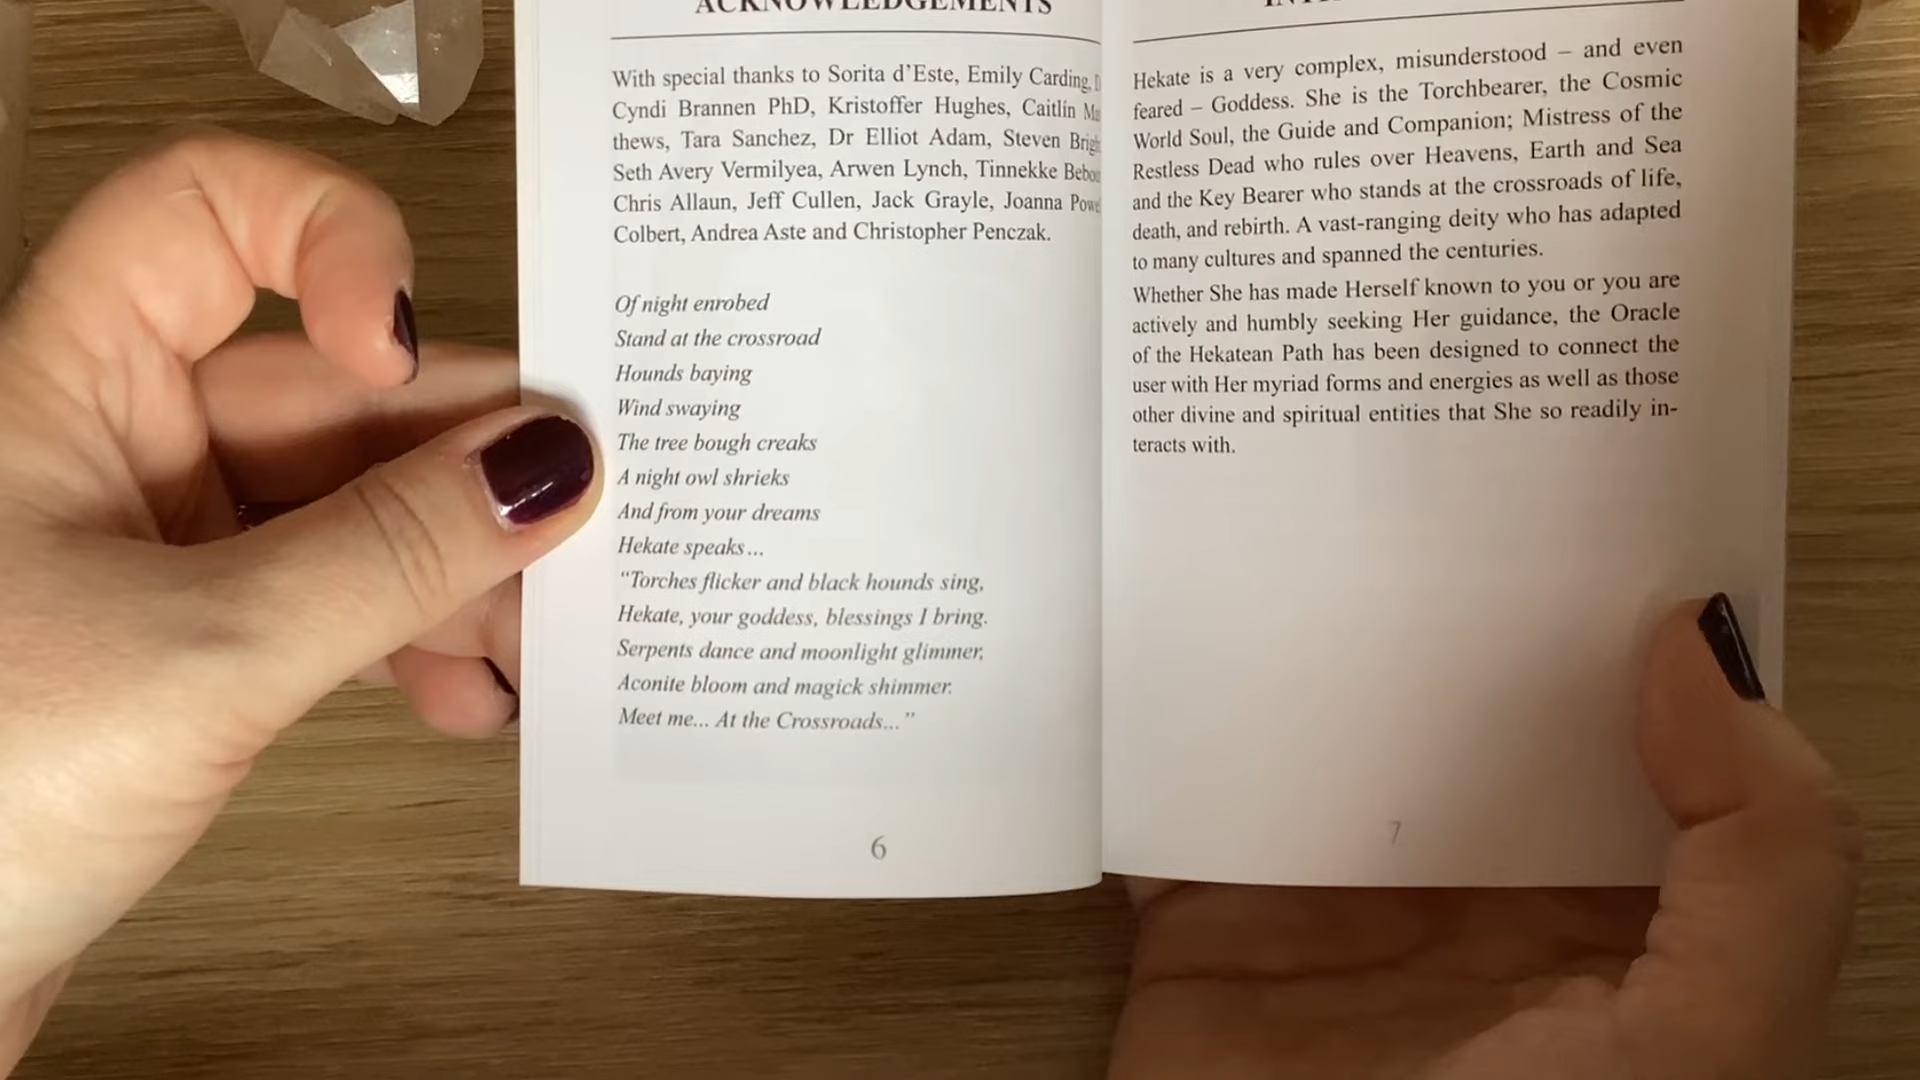 ACKNOWLEDGEMENTS
With special thanks to Sorita d’Este, Emily Carding,
Cyndi Brannen PhD, Kristoffer Hughes, Caitlín
thews, Tara Sanchez, Dr Elliot Adam, Steven
Seth Avery Vermilyea, Arwen Lynch, Tinnekke
Chris Allaun, Jeff Cullen, Jack Grayle, Joanna
Colbert, Andrea Aste and Christopher Penczak.
Of night enrobed
Stand at the crossroad
Hounds baying
Wind swaying
The tree bough creaks
A night owl shrieks
And from your dreams
Hekate speaks...
“Torches flicker and black hounds sing,
Hekate, your goddess, blessings I bring.
Serpents dance and moonlight glimmer,
Aconite bloom and magick shimmer.
Meet me... At the Crossroads...”
6
Hekate is a very complex, misunderstood – and even
feared – Goddess. She is the Torchbearer, the Cosmic
World Soul, the Guide and Companion; Mistress of the
Restless Dead who rules over Heavens, Earth and Sea
and the Key Bearer who stands at the crossroads of life,
death, and rebirth. A vast-ranging deity who has adapted
to many cultures and spanned the centuries.
Whether She has made Herself known to you or you are
actively and humbly seeking Her guidance, the Oracle
of the Hekatean Path has been designed to connect the
user with Her myriad forms and energies as well as those
other divine and spiritual entities that She so readily in-
teracts with.
7